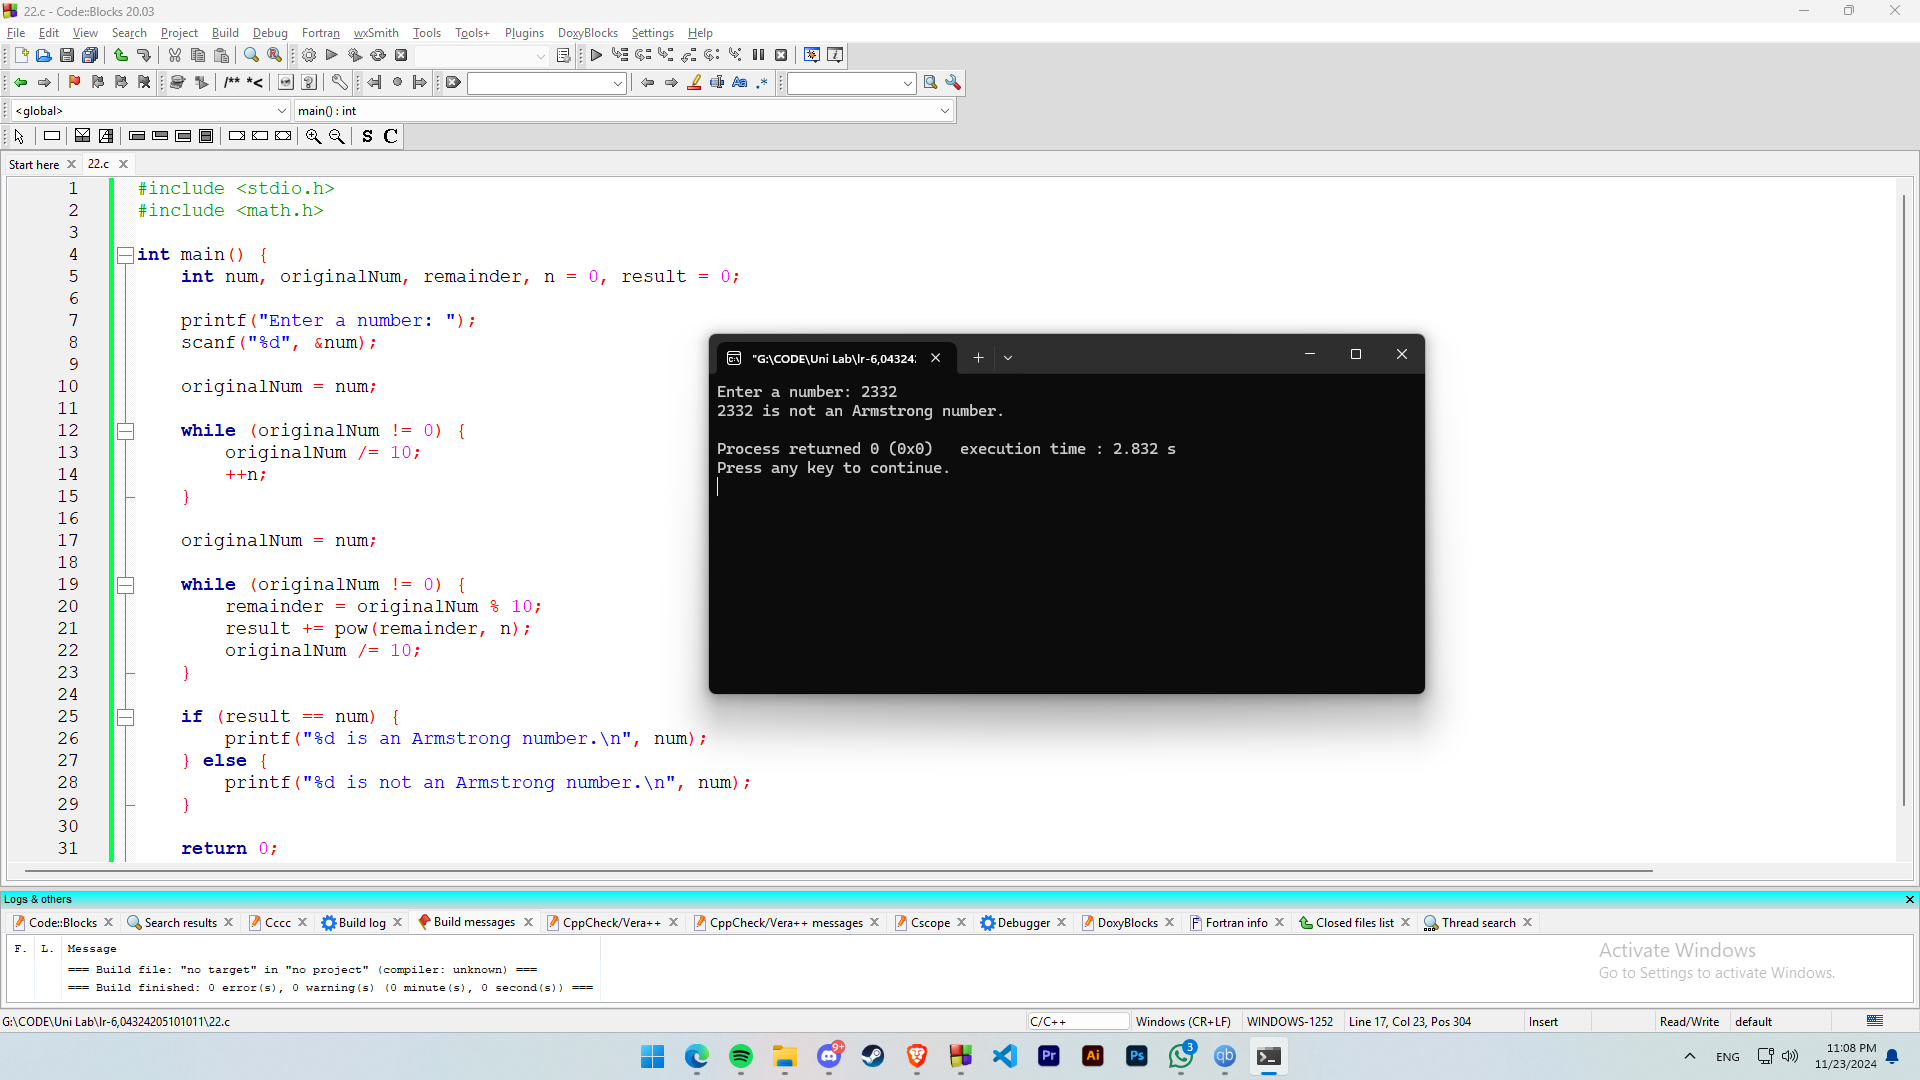 22.c - Code::Blocks 20.03
File Edit View Search Project Build Debug Fortran wxSmith Tools Tools+ Plugins DoxyBlocks Settings Help
/** *<
Aa .*
<global> main() : int
S C
Start here 22.c
1 #include <stdio.h>
2 #include <math.h>
3
4 int main() {
5 int num, originalNum, remainder, n = 0, result = 0;
6
7 printf("Enter a number: ");
8 scanf("%d", &num);
9
10 originalNum = num;
11
12 while (originalNum != 0) {
13 originalNum /= 10;
14 ++n;
15 }
16
17 originalNum = num;
18
19 while (originalNum != 0) {
20 remainder = originalNum % 10;
21 result += pow(remainder, n);
22 originalNum /= 10;
23 }
24
25 if (result == num) {
26 printf("%d is an Armstrong number.\n", num);
27 } else {
28 printf("%d is not an Armstrong number.\n", num);
29 }
30
31 return 0;
"G:\CODE\Uni Lab\lr-6,04324:
Enter a number: 2332
2332 is not an Armstrong number.
Process returned 0 (0x0) execution time : 2.832 s
Press any key to continue.
Logs & others
Code::Blocks Search results Cccc Build log Build messages CppCheck/Vera++ CppCheck/Vera++ messages Cscope Debugger DoxyBlocks Fortran info Closed files list Thread search
F. L. Message
=== Build file: "no target" in "no project" (compiler: unknown) ===
=== Build finished: 0 error(s), 0 warning(s) (0 minute(s), 0 second(s)) ===
Activate Windows
Go to Settings to activate Windows.
G:\CODE\Uni Lab\lr-6,04324205101011\22.c C/C++ Windows (CR+LF) WINDOWS-1252 Line 17, Col 23, Pos 304 Insert Read/Write default
9+ Pr Ai Ps 3 qb
ENG
11:08 PM
11/23/2024